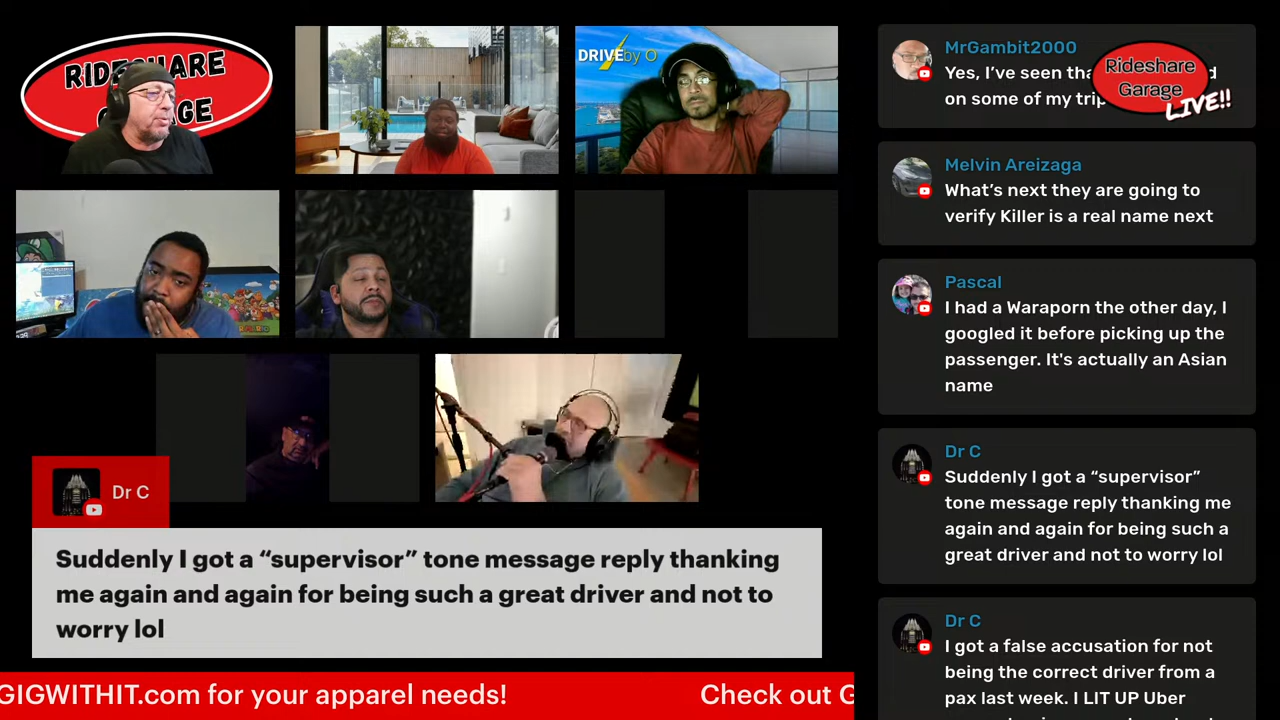 RIDESHARE
GARAGE
DRIVEbyO
Dr C
Suddenly I got a “supervisor” tone message reply thanking
me again and again for being such a great driver and not to
worry lol
GIGWITHIT.com for your apparel needs!
Check out G
MrGambit2000
Yes, I’ve seen
on some of my
Rideshare
Garage
LIVE!!
Melvin Areizaga
What’s next they are going to
verify Killer is a real name next
Pascal
I had a Waraporn the other day, I
googled it before picking up the
passenger. It's actually an Asian
name
Dr C
Suddenly I got a “supervisor”
tone message reply thanking me
again and again for being such a
great driver and not to worry lol
Dr C
I got a false accusation for not
being the correct driver from a
pax last week. I LIT UP Uber